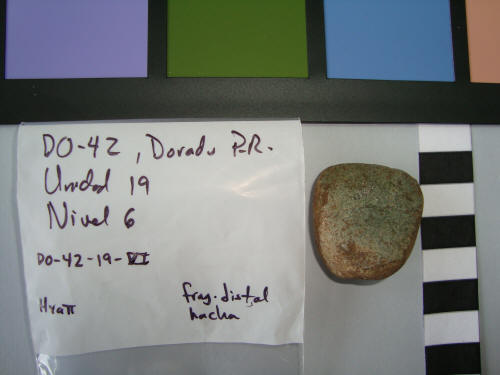 DO-42, Dorado P.R.
Unidad 19
Nivel 6
DO-42-19-VI
Hyatt
frag. distal
hacha